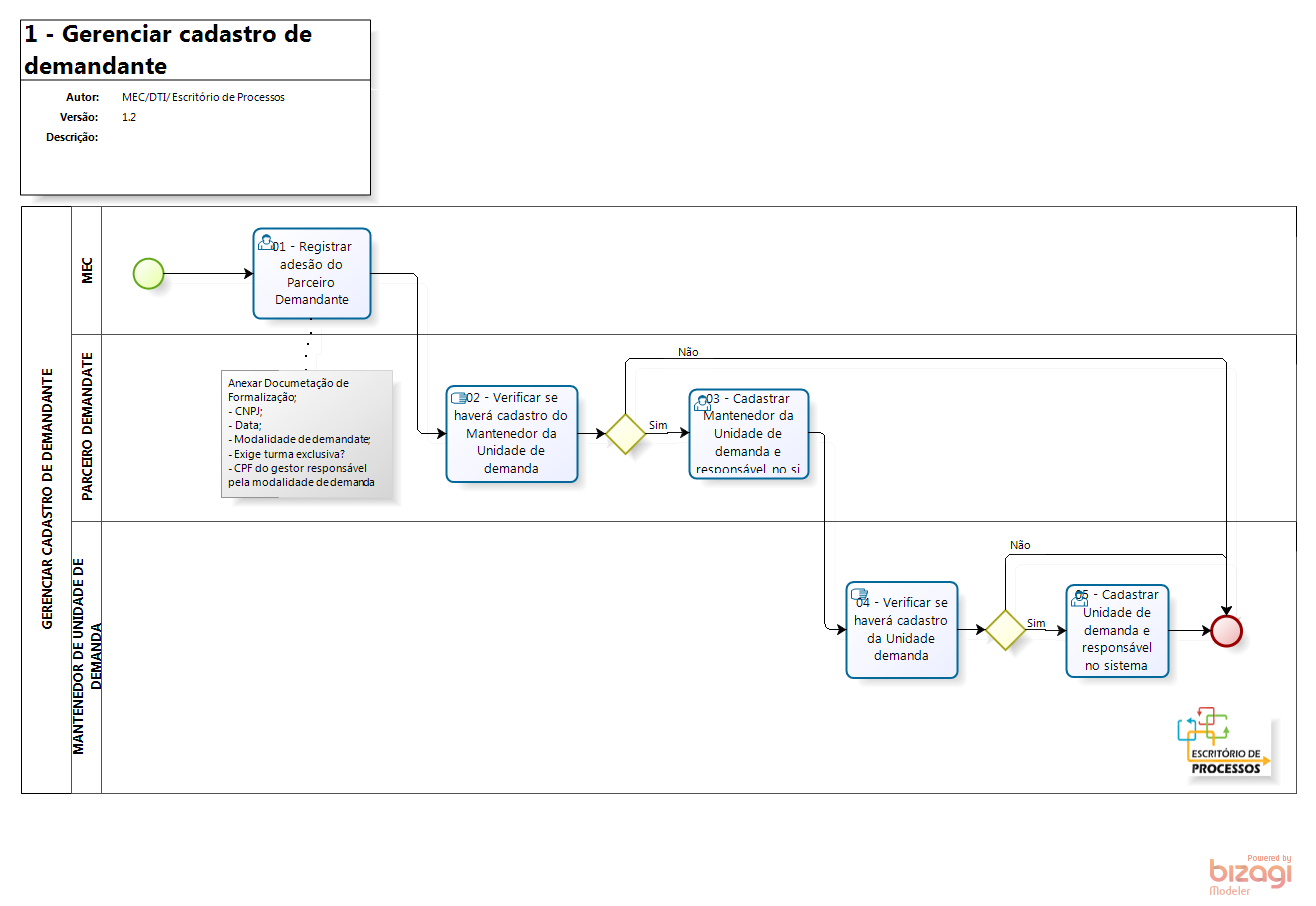 1 - Gerenciar cadastro de
demandante
Autor: MEC/DTI/ Escritório de Processos
Versão: 1.2
Descrição:
GERENCIAR CADASTRO DE DEMANDANTE
MEC
01 - Registrar
adesão do
Parceiro
Demandante
PARCEIRO DEMANDATE
Anexar Documetação de
Formalização;
- CNPJ;
- Data;
- Modalidade de demandate;
- Exige turma exclusiva?
- CPF do gestor responsável
pela modalidade de demanda
02 - Verificar se
haverá cadastro do
Mantenedor da
Unidade de
demanda
Não
Sim
03 - Cadastrar
Mantenedor da
Unidade de
demanda e
responsável no si
MANTENEDOR DE UNIDADE DE
DEMANDA
04 - Verificar se
haverá cadastro
da Unidade
demanda
Não
Sim
05 - Cadastrar
Unidade de
demanda e
responsável
no sistema
ESCRITÓRIO DE
PROCESSOS
Powered by
bizagi
Modeler